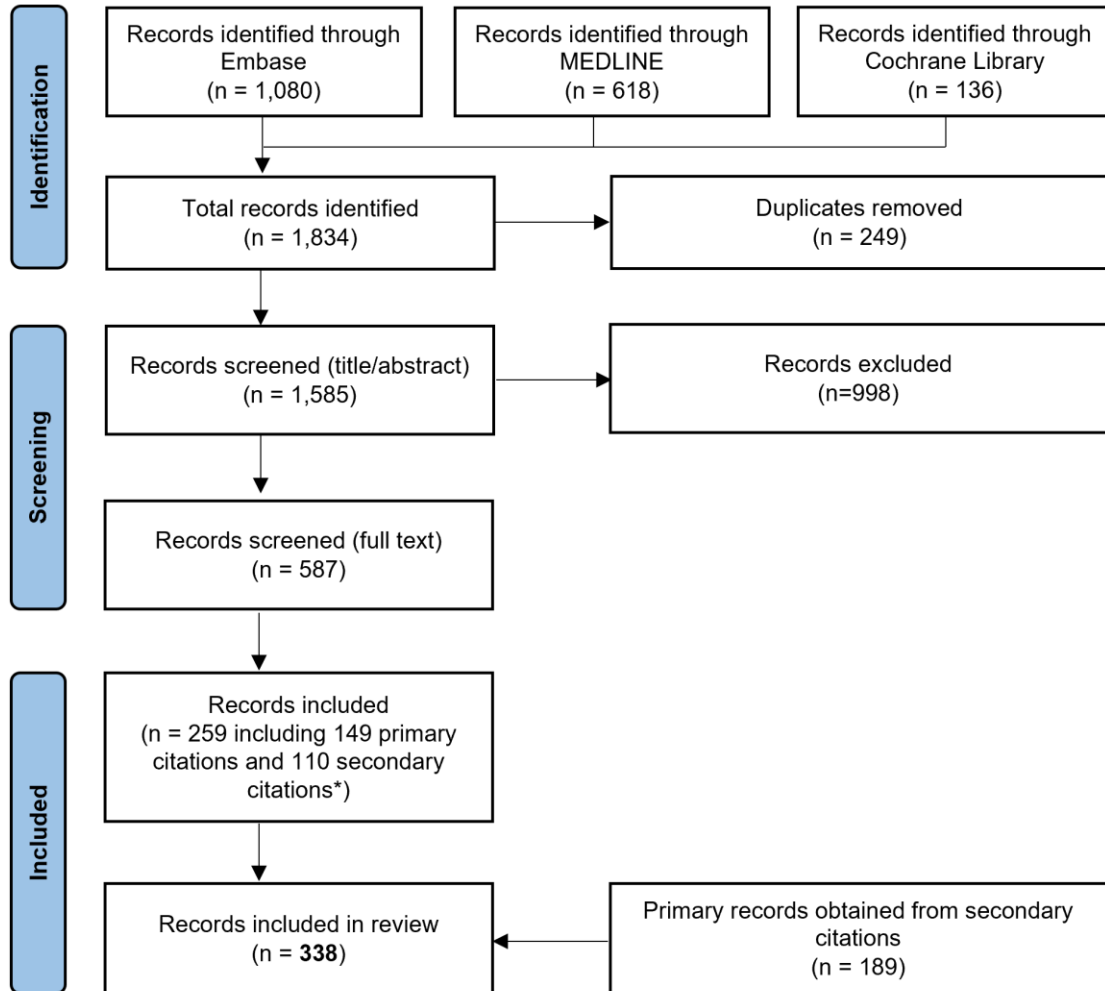 Identification
Records identified through
Embase
(n = 1,080)
Records identified through
MEDLINE
(n = 618)
Records identified through
Cochrane Library
(n = 136)
Total records identified
(n = 1,834)
Duplicates removed
(n = 249)
Screening
Records screened (title/abstract)
(n = 1,585)
Records excluded
(n=998)
Records screened (full text)
(n = 587)
Included
Records included
(n = 259 including 149 primary
citations and 110 secondary
citations*)
Records included in review
(n = 338)
Primary records obtained from secondary
citations
(n = 189)